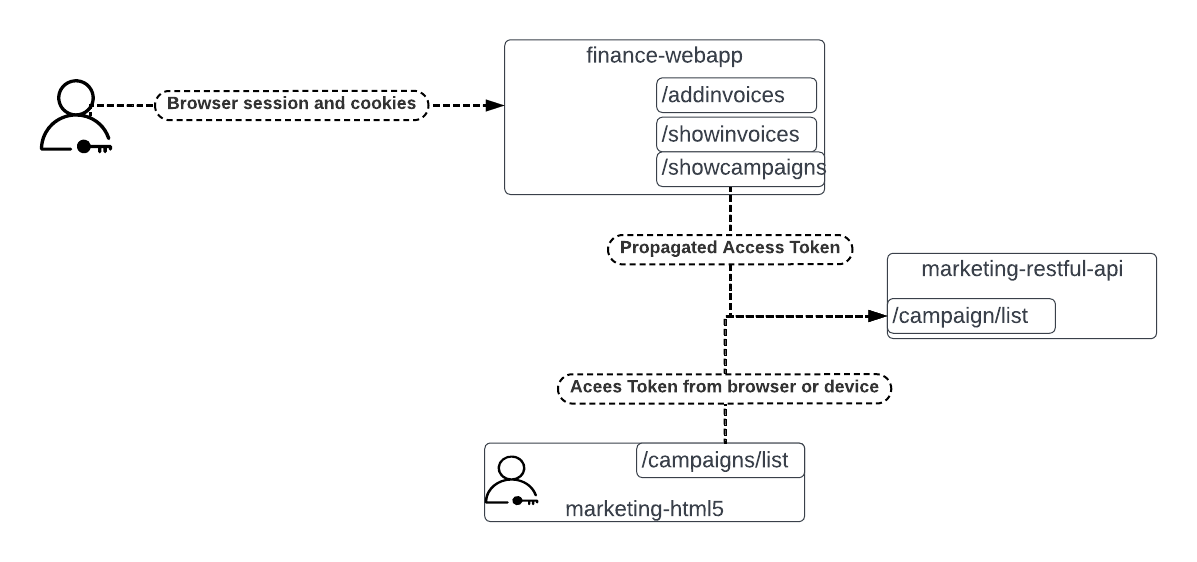 finance-webapp
/addinvoices
Browser session and cookies
/showinvoices
/showcampaigns
Propagated Access Token
marketing-restful-api
/campaign/list
Acees Token from browser or device
/campaigns/list
marketing-html5